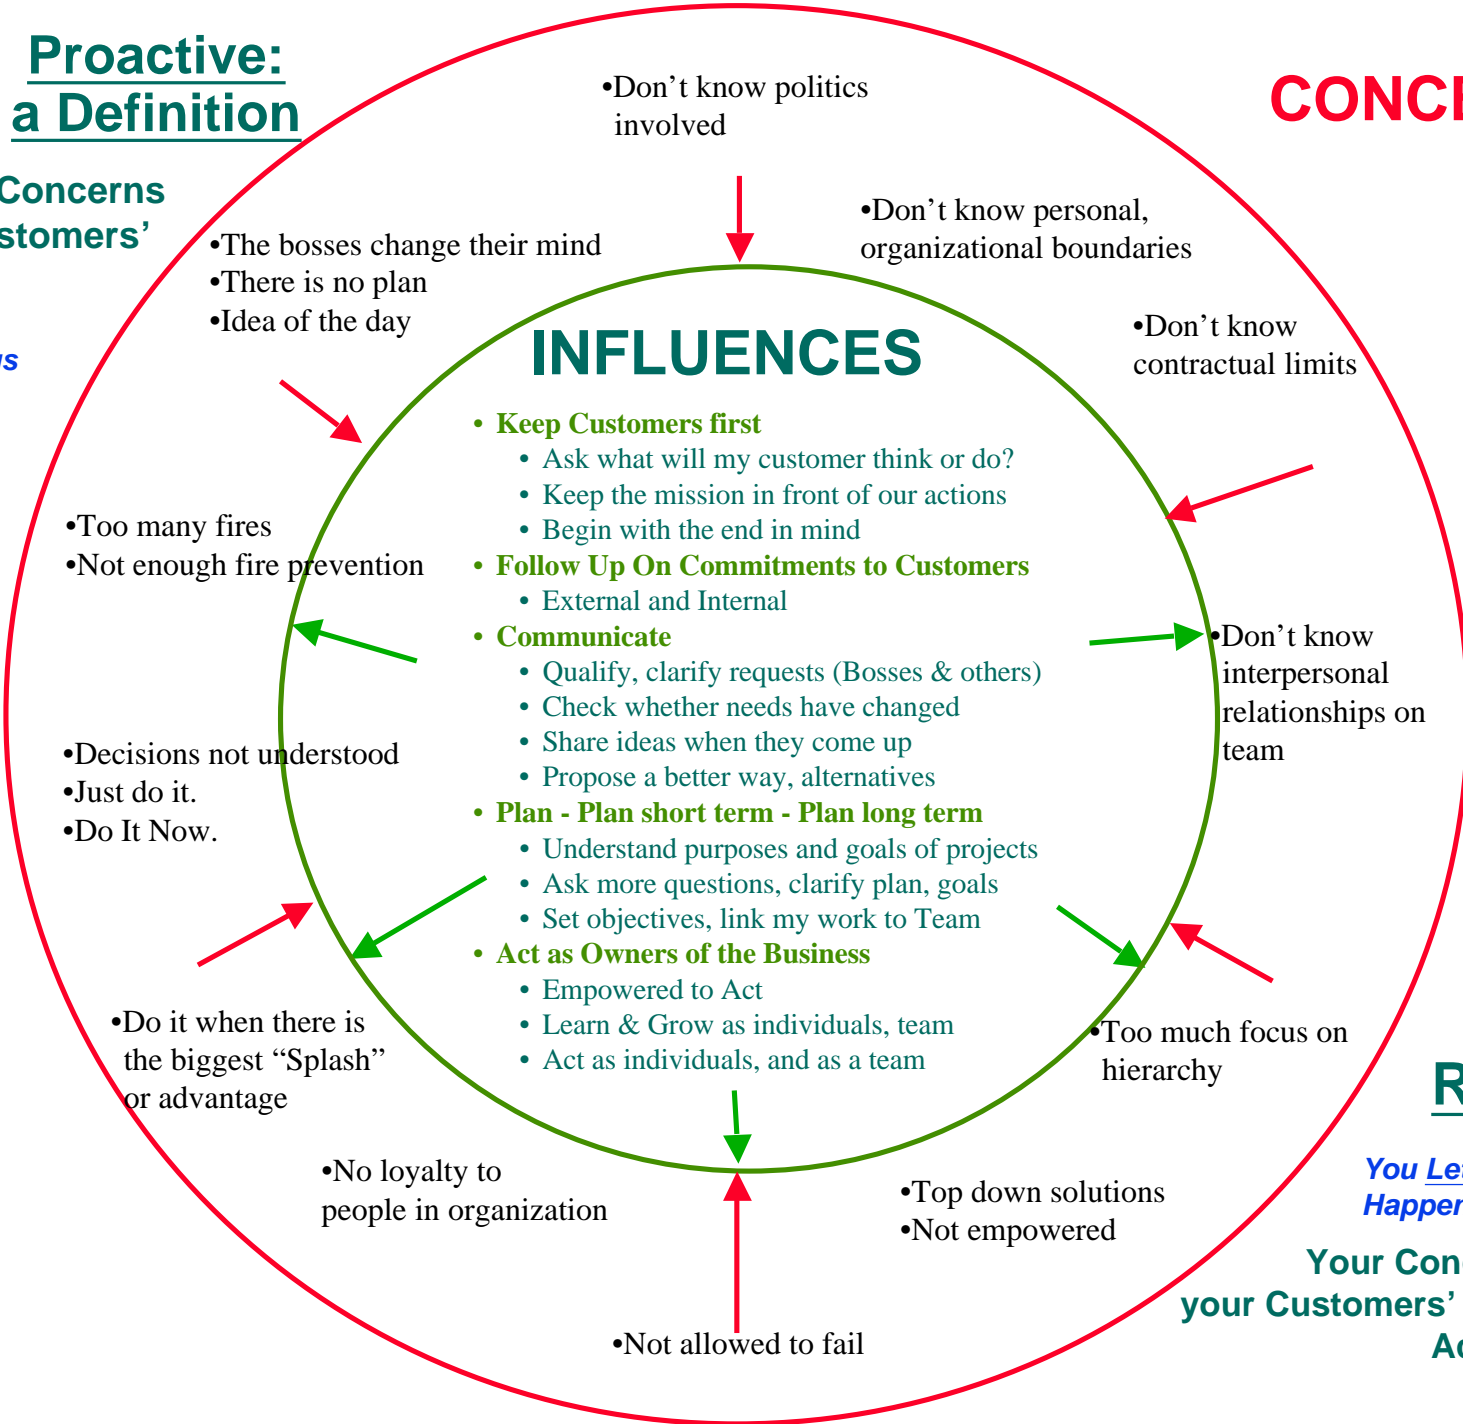 Proactive:
a Definition
Concerns
stomers’
•Don’t know politics
involved
•Don’t know personal,
organizational boundaries
•The bosses change their mind
•There is no plan
•Idea of the day
•Don’t know
contractual limits
INFLUENCES
• Keep Customers first
• Ask what will my customer think or do?
• Keep the mission in front of our actions
• Begin with the end in mind
• Follow Up On Commitments to Customers
• External and Internal
• Communicate
• Qualify, clarify requests (Bosses & others)
• Check whether needs have changed
• Share ideas when they come up
• Propose a better way, alternatives
• Plan - Plan short term - Plan long term
• Understand purposes and goals of projects
• Ask more questions, clarify plan, goals
• Set objectives, link my work to Team
• Act as Owners of the Business
• Empowered to Act
• Learn & Grow as individuals, team
• Act as individuals, and as a team
•Too many fires
•Not enough fire prevention
•Don’t know
interpersonal
relationships on
team
•Decisions not understood
•Just do it.
•Do It Now.
•Do it when there is
the biggest “Splash”
or advantage
•Too much focus on
hierarchy
•No loyalty to
people in organization
•Top down solutions
•Not empowered
•Not allowed to fail
You Let
Happen
Your Con
your Customers’